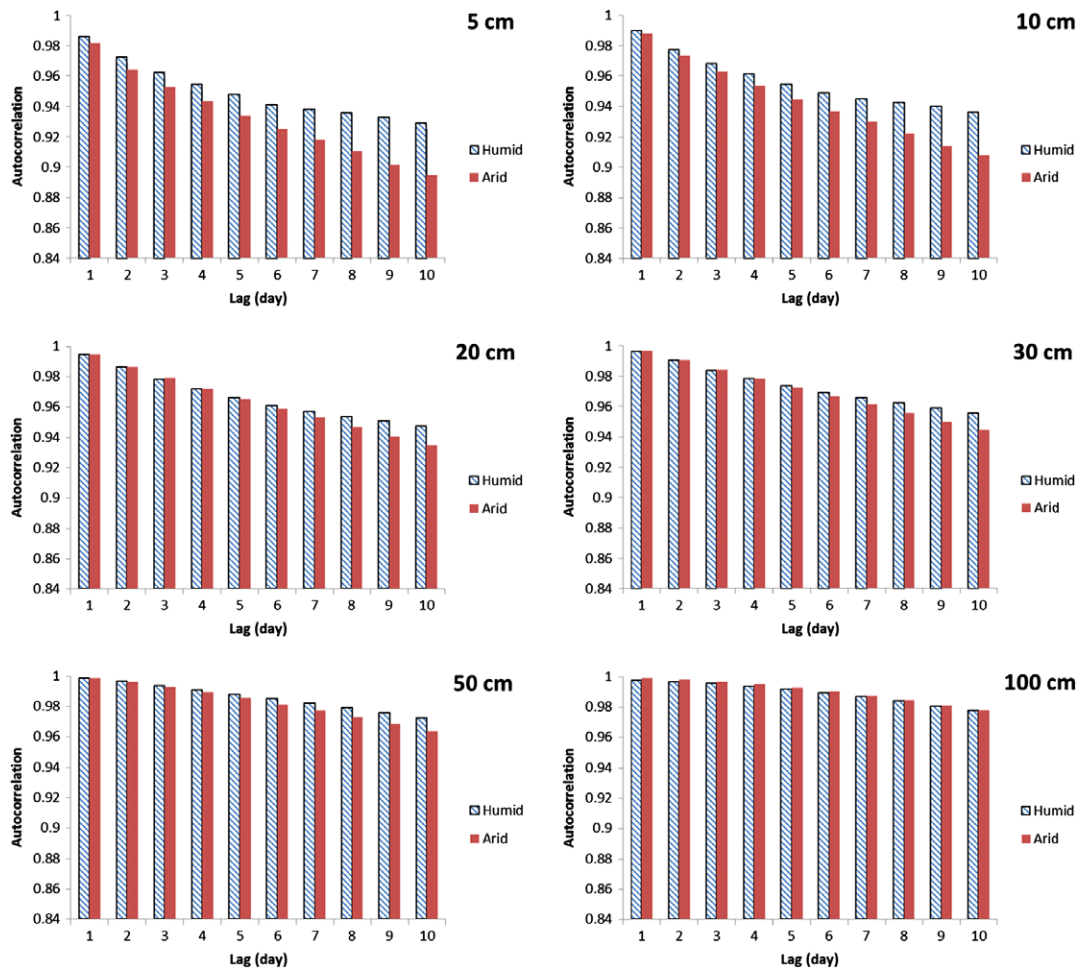 5 cm
1
0.98
0.96
0.94
0.92
0.9
0.88
0.86
0.84
Autocorrelation
1 2 3 4 5 6 7 8 9 10
Lag (day)
Humid
Arid
10 cm
1
0.98
0.96
0.94
0.92
0.9
0.88
0.86
0.84
Autocorrelation
1 2 3 4 5 6 7 8 9 10
Lag (day)
Humid
Arid
20 cm
1
0.98
0.96
0.94
0.92
0.9
0.88
0.86
0.84
Autocorrelation
1 2 3 4 5 6 7 8 9 10
Lag (day)
Humid
Arid
30 cm
1
0.98
0.96
0.94
0.92
0.9
0.88
0.86
0.84
Autocorrelation
1 2 3 4 5 6 7 8 9 10
Lag (day)
Humid
Arid
50 cm
1
0.98
0.96
0.94
0.92
0.9
0.88
0.86
0.84
Autocorrelation
1 2 3 4 5 6 7 8 9 10
Lag (day)
Humid
Arid
100 cm
1
0.98
0.96
0.94
0.92
0.9
0.88
0.86
0.84
Autocorrelation
1 2 3 4 5 6 7 8 9 10
Lag (day)
Humid
Arid